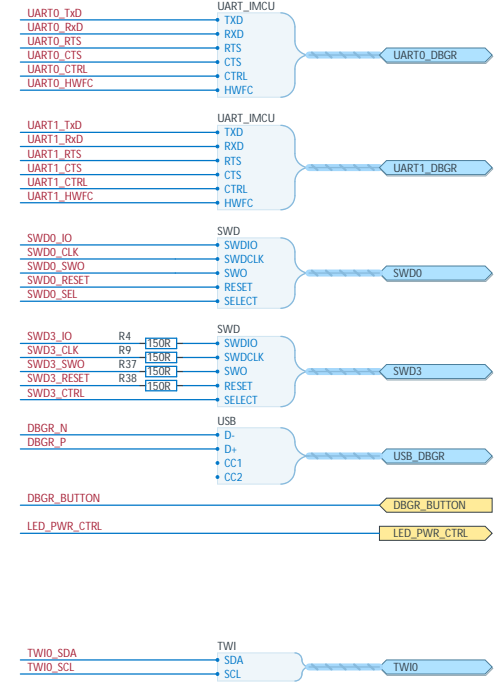 UART_IMCU
UART0_TxD TXD
UART0_RxD RXD
UART0_RTS RTS
UART0_CTS CTS UART0_DBGR
UART0_CTRL CTRL
UART0_HWFC HWFC
UART_IMCU
UART1_TxD TXD
UART1_RxD RXD
UART1_RTS RTS
UART1_CTS CTS UART1_DBGR
UART1_CTRL CTRL
UART1_HWFC HWFC
SWD
SWD0_IO SWDIO
SWD0_CLK SWDCLK
SWD0_SWO SWO SWD0
SWD0_RESET RESET
SWD0_SEL SELECT
SWD
SWD3_IO R4 150R SWDIO
SWD3_CLK R9 150R SWDCLK
SWD3_SWO R37 150R SWO SWD3
SWD3_RESET R38 150R RESET
SWD3_CTRL SELECT
USB
DBGR_N D-
DBGR_P D+ USB_DBGR
CC1
CC2
DBGR_BUTTON DBGR_BUTTON
LED_PWR_CTRL LED_PWR_CTRL
TWI
TWI0_SDA SDA TWI0
TWI0_SCL SCL